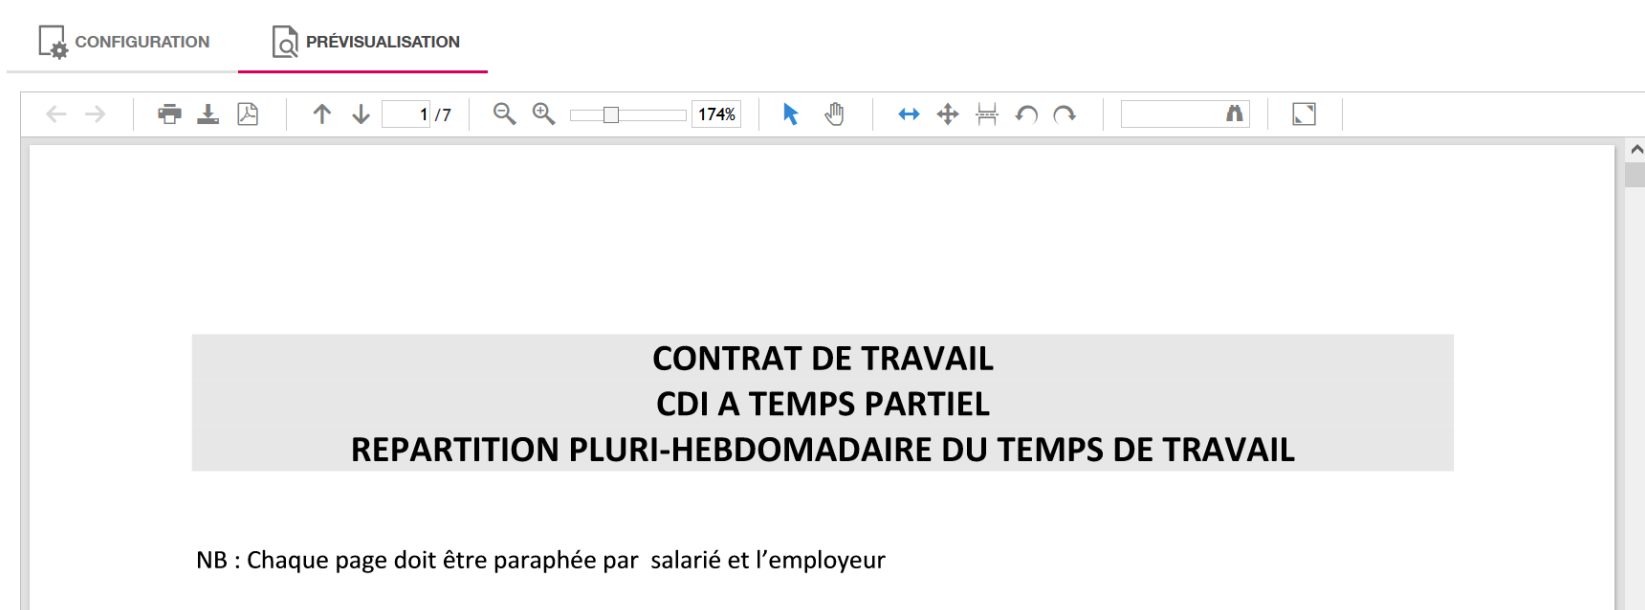 CONFIGURATION PRÉVISUALISATION
1 /7 174%
CONTRAT DE TRAVAIL
CDI A TEMPS PARTIEL
REPARTITION PLURI-HEBDOMADAIRE DU TEMPS DE TRAVAIL
NB : Chaque page doit être paraphée par  salarié et l’employeur